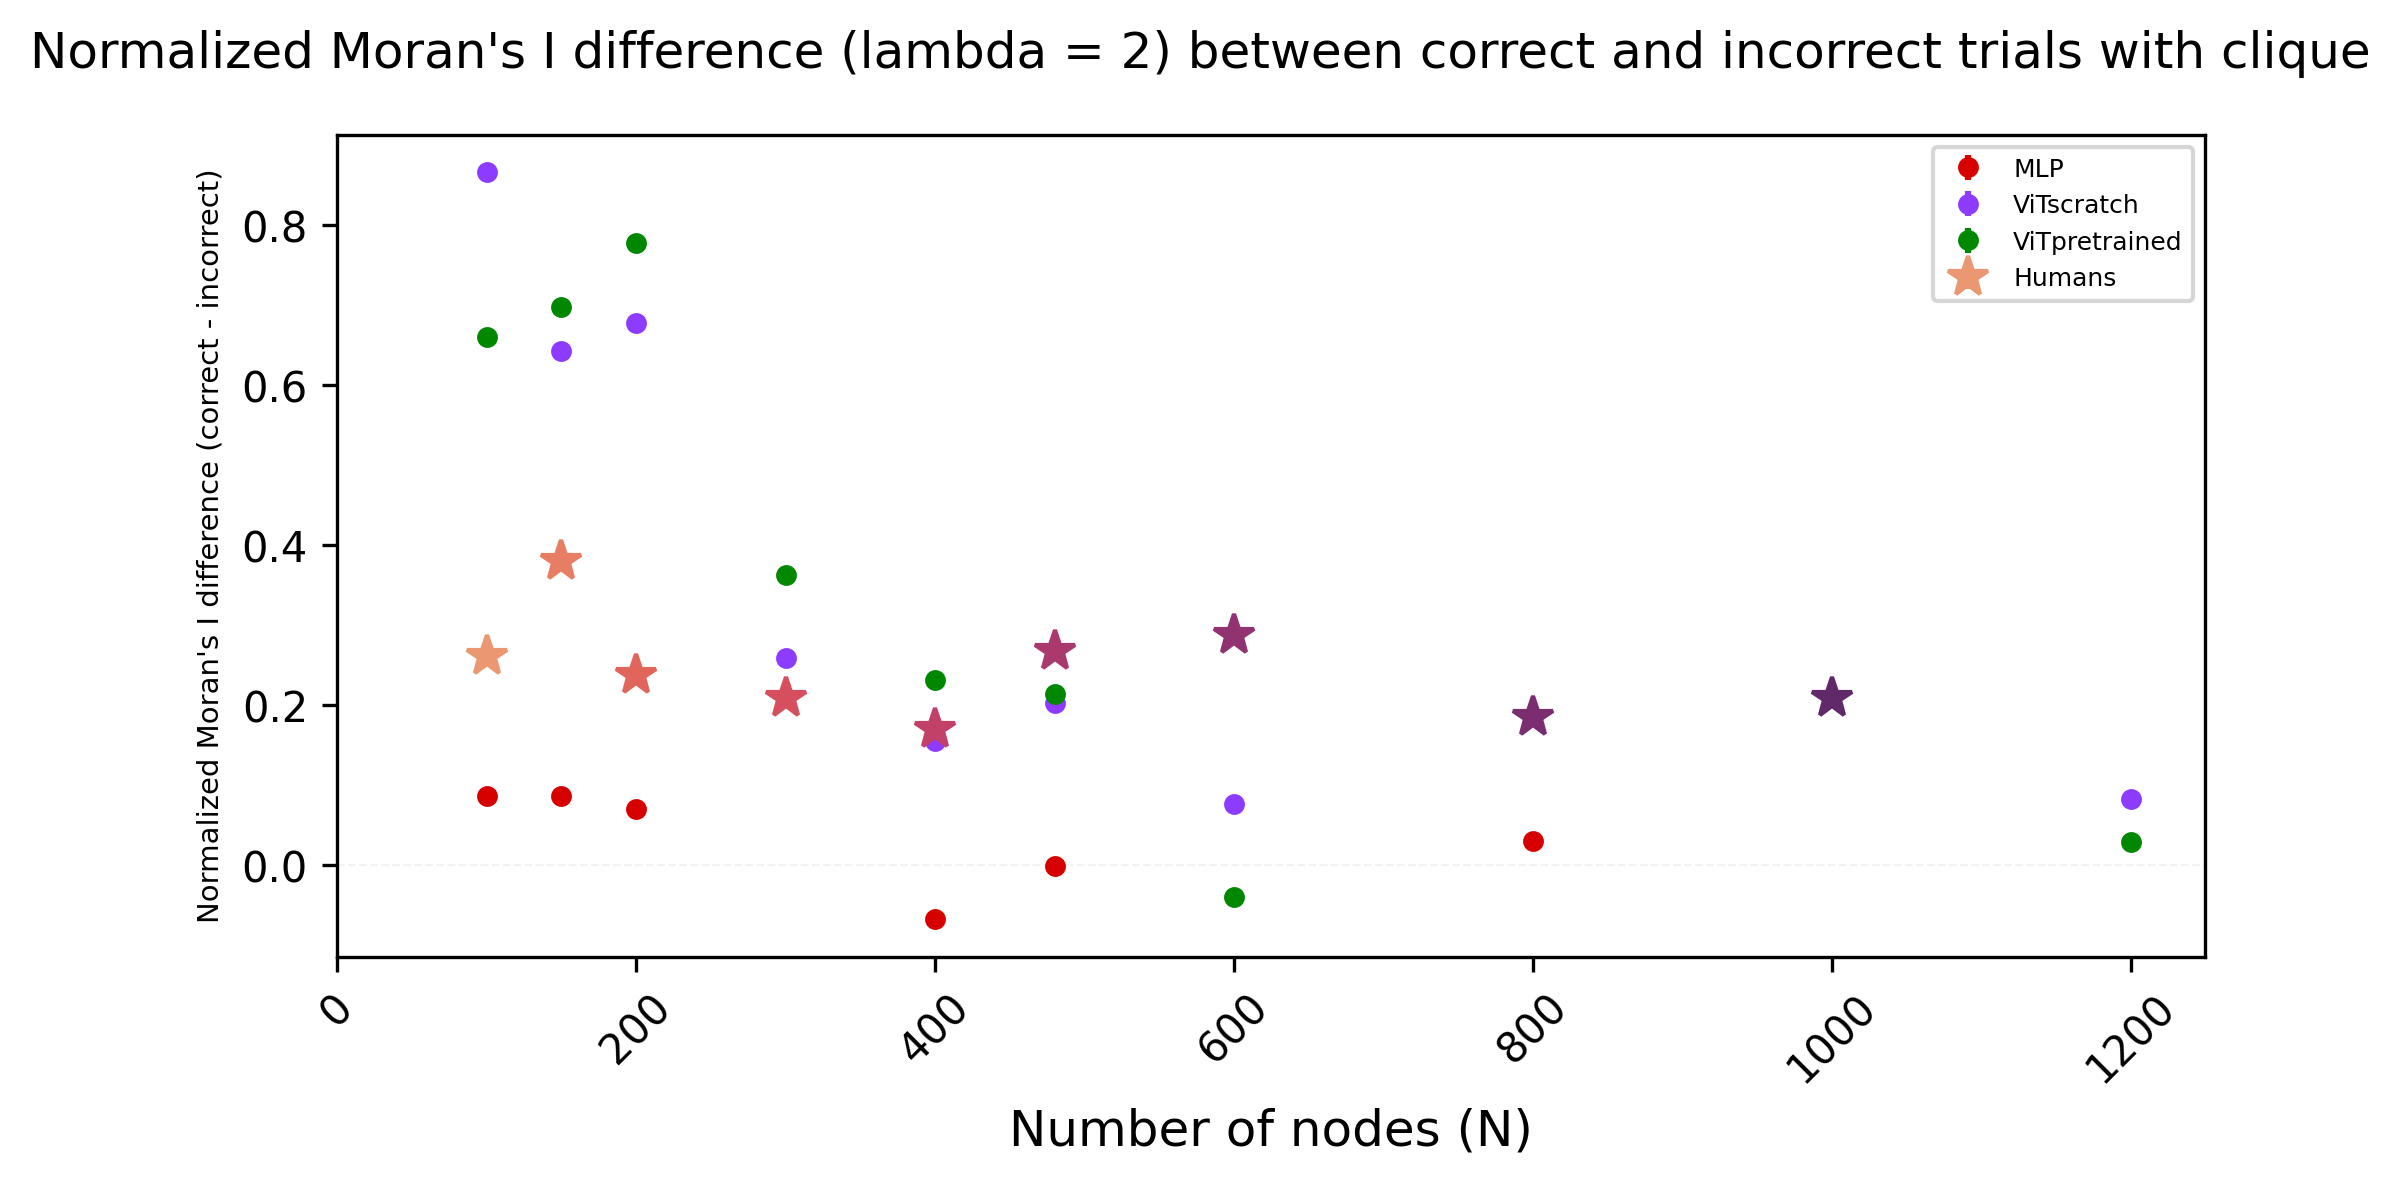 Normalized Moran's I difference (lambda = 2) between correct and incorrect trials with clique
Normalized Moran's I difference (correct - incorrect)
0.8
0.6
0.4
0.2
0.0
MLP
ViTscratch
ViTpretrained
Humans
0
200
400
600
800
1000
1200
Number of nodes (N)